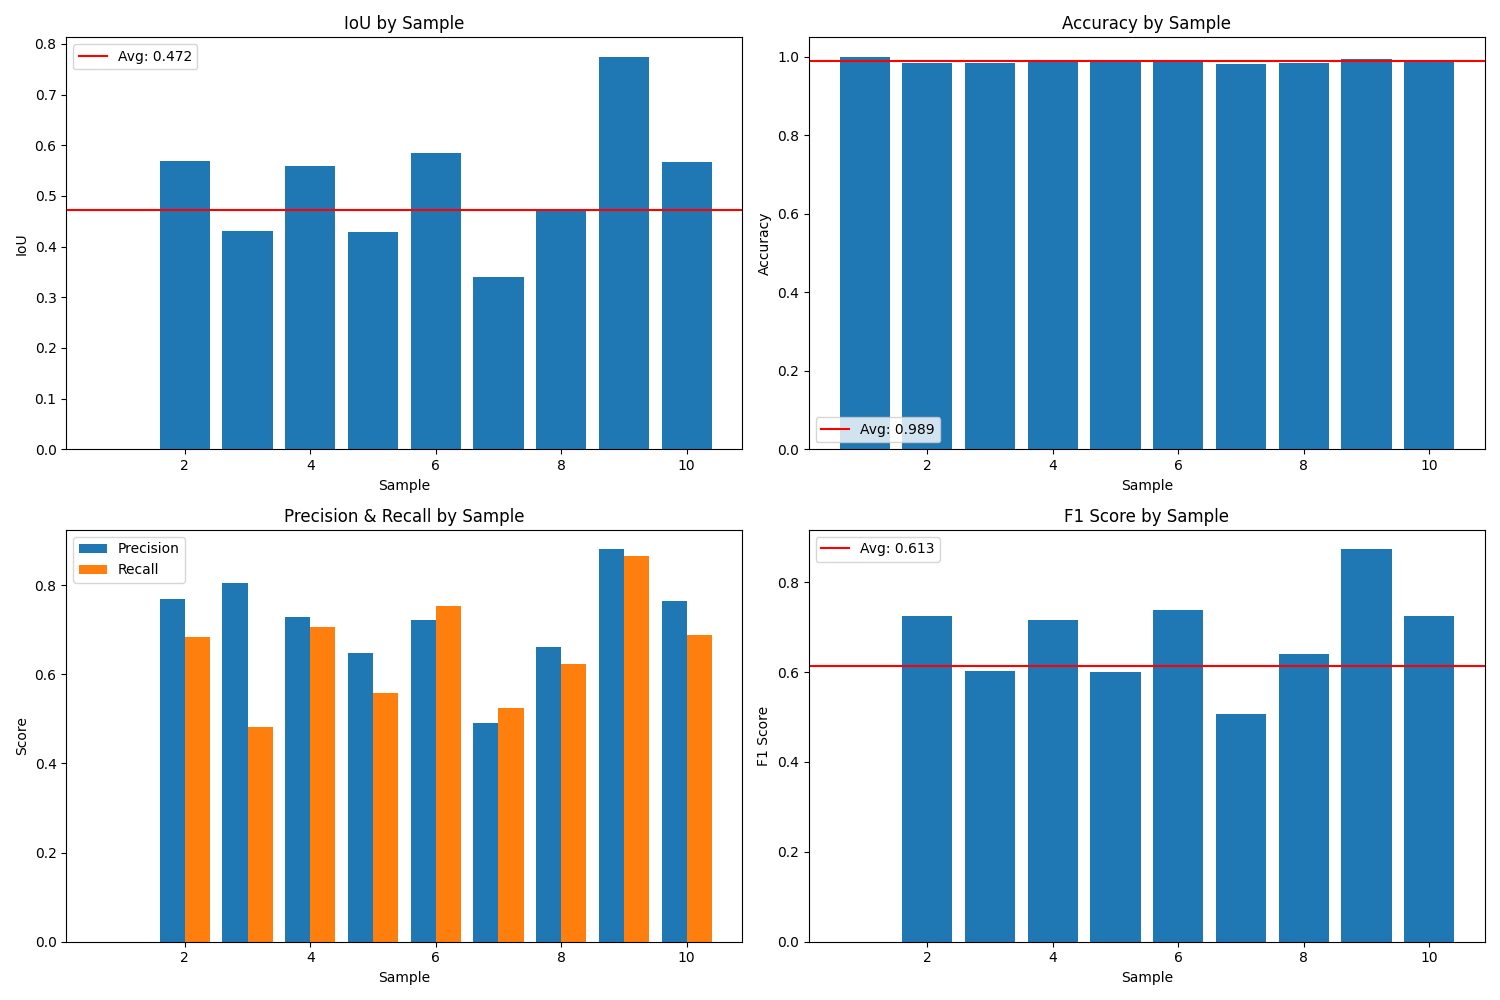 IoU by Sample
Avg: 0.472
0.8
0.7
0.6
0.5
0.4
0.3
0.2
0.1
0.0
IoU
2 4 6 8 10
Sample
Accuracy by Sample
1.0
0.8
0.6
0.4
0.2
0.0
Accuracy
Avg: 0.989
2 4 6 8 10
Sample
Precision & Recall by Sample
Precision
Recall
0.8
0.6
0.4
0.2
0.0
Score
2 4 6 8 10
Sample
F1 Score by Sample
Avg: 0.613
0.8
0.6
0.4
0.2
0.0
F1 Score
2 4 6 8 10
Sample